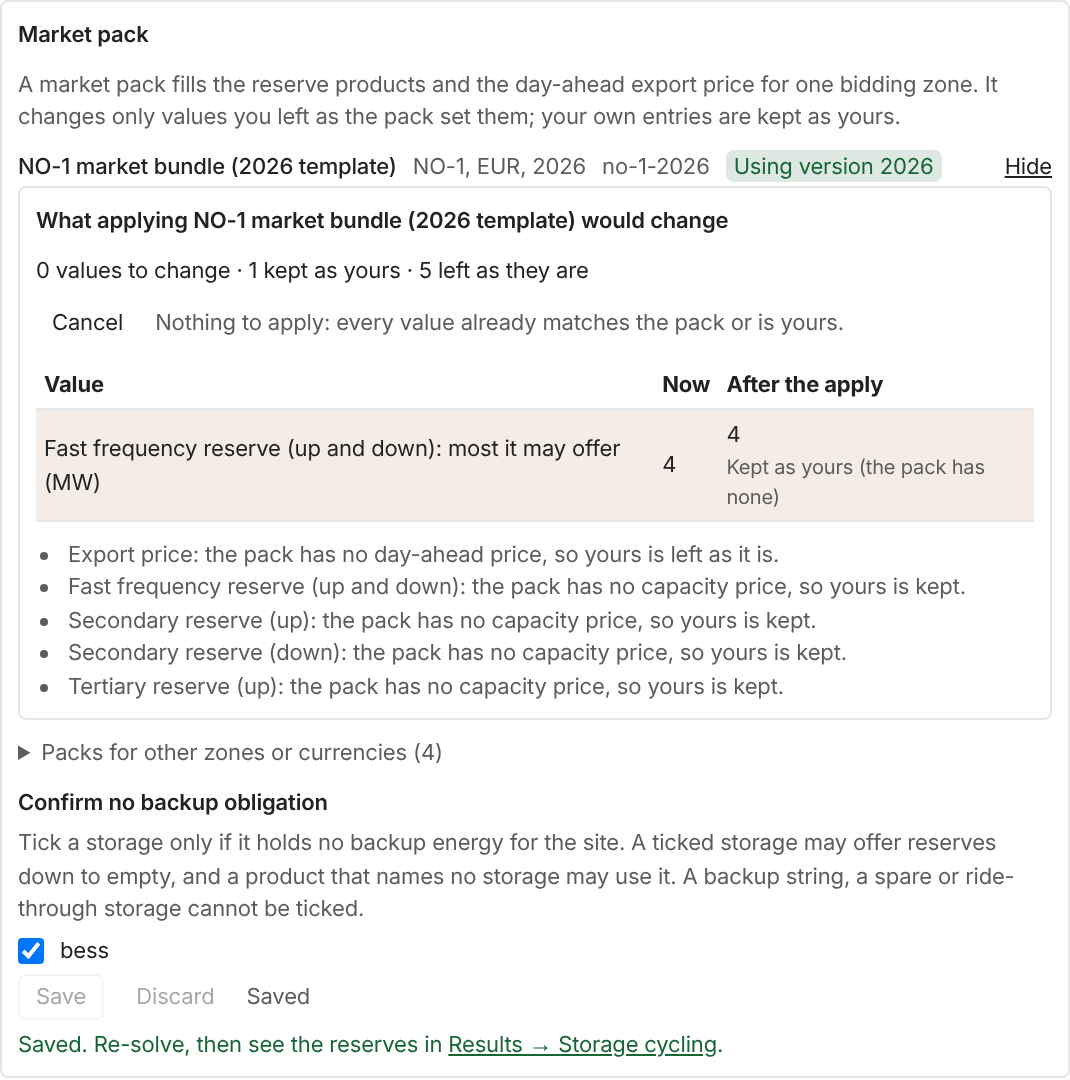 Market pack
A market pack fills the reserve products and the day-ahead export price for one bidding zone. It
changes only values you left as the pack set them; your own entries are kept as yours.
NO-1 market bundle (2026 template) NO-1, EUR, 2026 no-1-2026 Using version 2026 Hide
What applying NO-1 market bundle (2026 template) would change
0 values to change · 1 kept as yours · 5 left as they are
Cancel Nothing to apply: every value already matches the pack or is yours.
Value Now After the apply
Fast frequency reserve (up and down): most it may offer
(MW)
4
4
Kept as yours (the pack has
none)
• Export price: the pack has no day-ahead price, so yours is left as it is.
• Fast frequency reserve (up and down): the pack has no capacity price, so yours is kept.
• Secondary reserve (up): the pack has no capacity price, so yours is kept.
• Secondary reserve (down): the pack has no capacity price, so yours is kept.
• Tertiary reserve (up): the pack has no capacity price, so yours is kept.
▶ Packs for other zones or currencies (4)
Confirm no backup obligation
Tick a storage only if it holds no backup energy for the site. A ticked storage may offer reserves
down to empty, and a product that names no storage may use it. A backup string, a spare or ride-
through storage cannot be ticked.
bess
Save Discard Saved
Saved. Re-solve, then see the reserves in Results → Storage cycling.